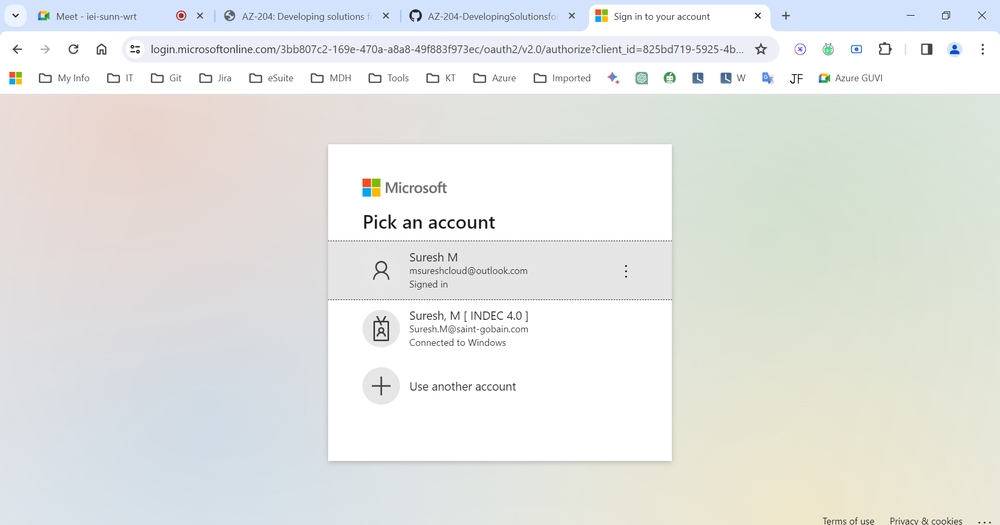 Meet - iei-sunn-wrt
AZ-204: Developing solutions fo
AZ-204-DevelopingSolutionsfor
Sign in to your account
login.microsoftonline.com/3bb807c2-169e-470a-a8a8-49f883f973ec/oauth2/v2.0/authorize?client_id=825bd719-5925-4b...
My Info
IT
Git
Jira
eSuite
MDH
Tools
KT
Azure
Imported
W
JF
Azure GUVI
Microsoft
Pick an account
Suresh M
msureshcloud@outlook.com
Signed in
Suresh, M [ INDEC 4.0 ]
Suresh.M@saint-gobain.com
Connected to Windows
Use another account
Terms of use
Privacy & cookies
...